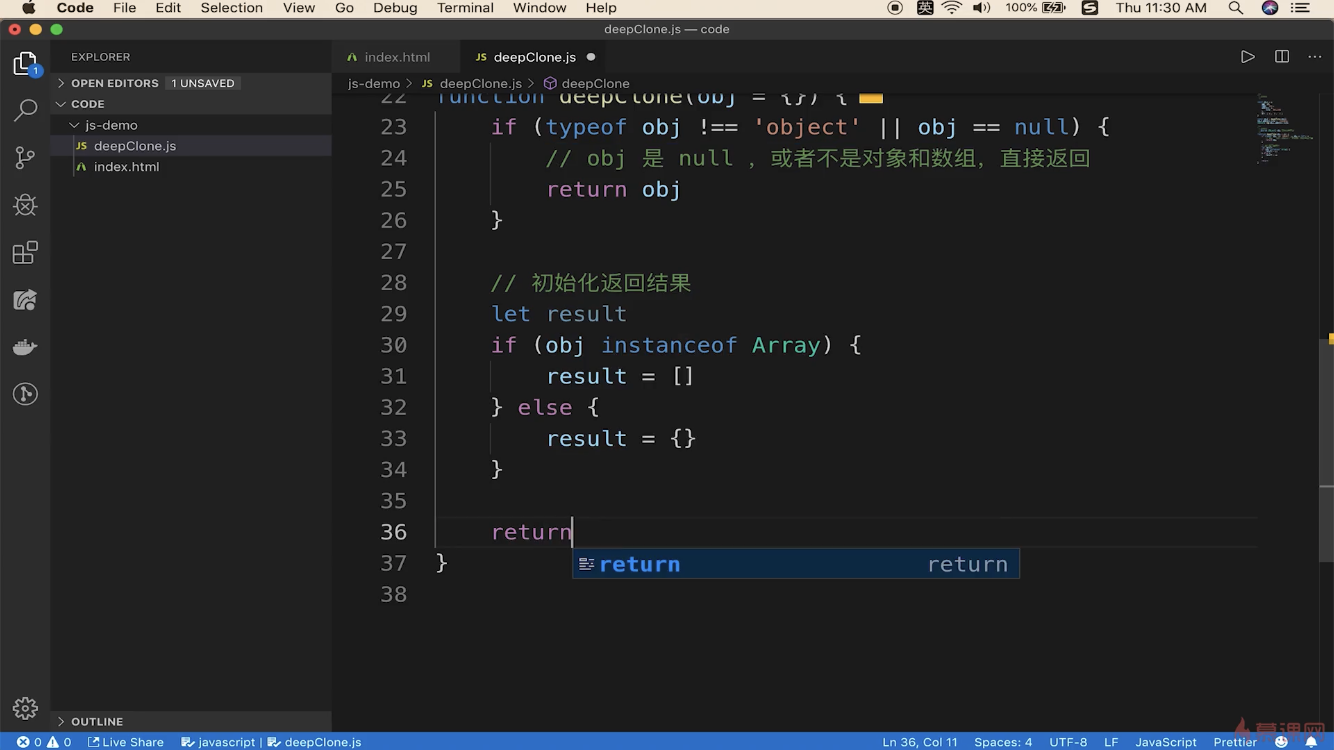 Code File Edit Selection View Go Debug Terminal Window Help 英 100% S Thu 11:30 AM
deepClone.js — code
EXPLORER
index.html
JS deepClone.js
OPEN EDITORS 1 UNSAVED
js-demo > JS deepClone.js > deepClone
CODE
js-demo
JS deepClone.js
index.html
1
22 function deepClone(obj = {}) {
23 if (typeof obj !== 'object' || obj == null) {
24 // obj 是 null ，或者不是对象和数组，直接返回
25 return obj
26 }
27
28 // 初始化返回结果
29 let result
30 if (obj instanceof Array) {
31 result = []
32 } else {
33 result = {}
34 }
35
36 return
37 }
return return
38
OUTLINE
慕课网
0 0 Live Share javascript | deepClone.js Ln 36, Col 11 Spaces: 4 UTF-8 LF JavaScript Prettier